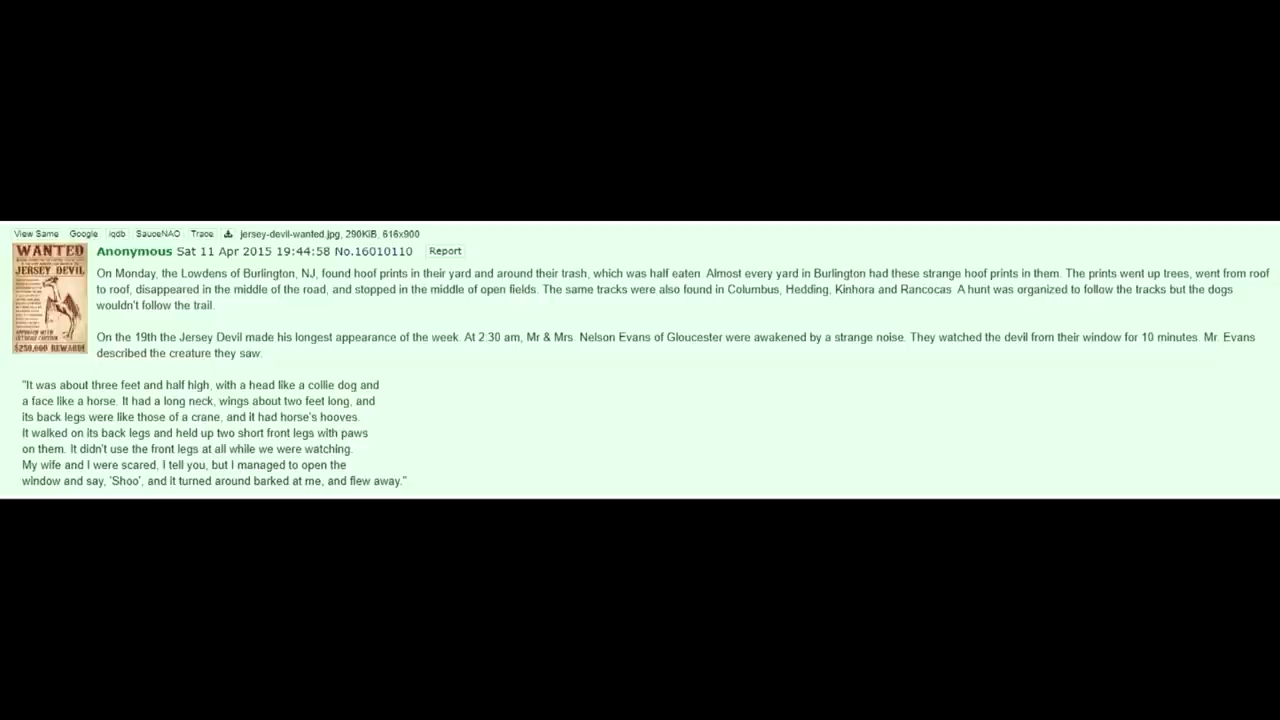 View Same Google iqdb SauceNAO Trace jersey-devil-wanted.jpg, 290KiB, 616x900
Anonymous Sat 11 Apr 2015 19:44:58 No.16010110 Report
WANTED
JERSEY DEVIL
$250,000 REWARD!
On Monday, the Lowdens of Burlington, NJ, found hoof prints in their yard and around their trash, which was half eaten. Almost every yard in Burlington had these strange hoof prints in them. The prints went up trees, went from roof
to roof, disappeared in the middle of the road, and stopped in the middle of open fields. The same tracks were also found in Columbus, Hedding, Kinhora and Rancocas. A hunt was organized to follow the tracks but the dogs
wouldn't follow the trail.
On the 19th the Jersey Devil made his longest appearance of the week. At 2:30 am, Mr & Mrs. Nelson Evans of Gloucester were awakened by a strange noise. They watched the devil from their window for 10 minutes. Mr. Evans
described the creature they saw.
"It was about three feet and half high, with a head like a collie dog and
a face like a horse. It had a long neck, wings about two feet long, and
its back legs were like those of a crane, and it had horse's hooves.
It walked on its back legs and held up two short front legs with paws
on them. It didn't use the front legs at all while we were watching.
My wife and I were scared, I tell you, but I managed to open the
window and say, 'Shoo', and it turned around barked at me, and flew away."